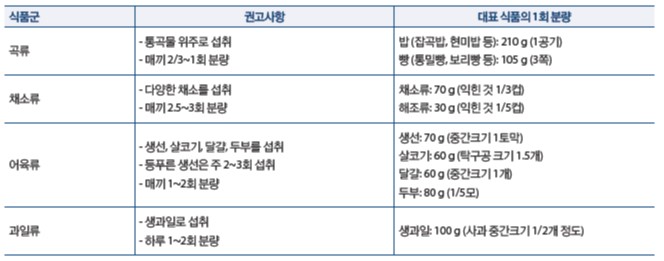 식품군 권고사항 대표 식품의 1회 분량
곡류
- 통곡물 위주로 섭취
- 매끼 2/3~1회 분량
밥 (잡곡밥, 현미밥 등): 210 g (1공기)
빵 (통밀빵, 보리빵 등): 105 g (3쪽)
채소류
- 다양한 채소를 섭취
- 매끼 2.5~3회 분량
채소류: 70 g (익힌 것 1/3컵)
해조류: 30 g (익힌 것 1/5컵)
어육류
- 생선, 살코기, 달걀, 두부를 섭취
- 등푸른 생선은 주 2~3회 섭취
- 매끼 1~2회 분량
생선: 70 g (중간크기 1토막)
살코기: 60 g (탁구공 크기 1.5개)
달걀: 60 g (중간크기 1개)
두부: 80 g (1/5모)
과일류
- 생과일로 섭취
- 하루 1~2회 분량
생과일: 100 g (사과 중간크기 1/2개 정도)